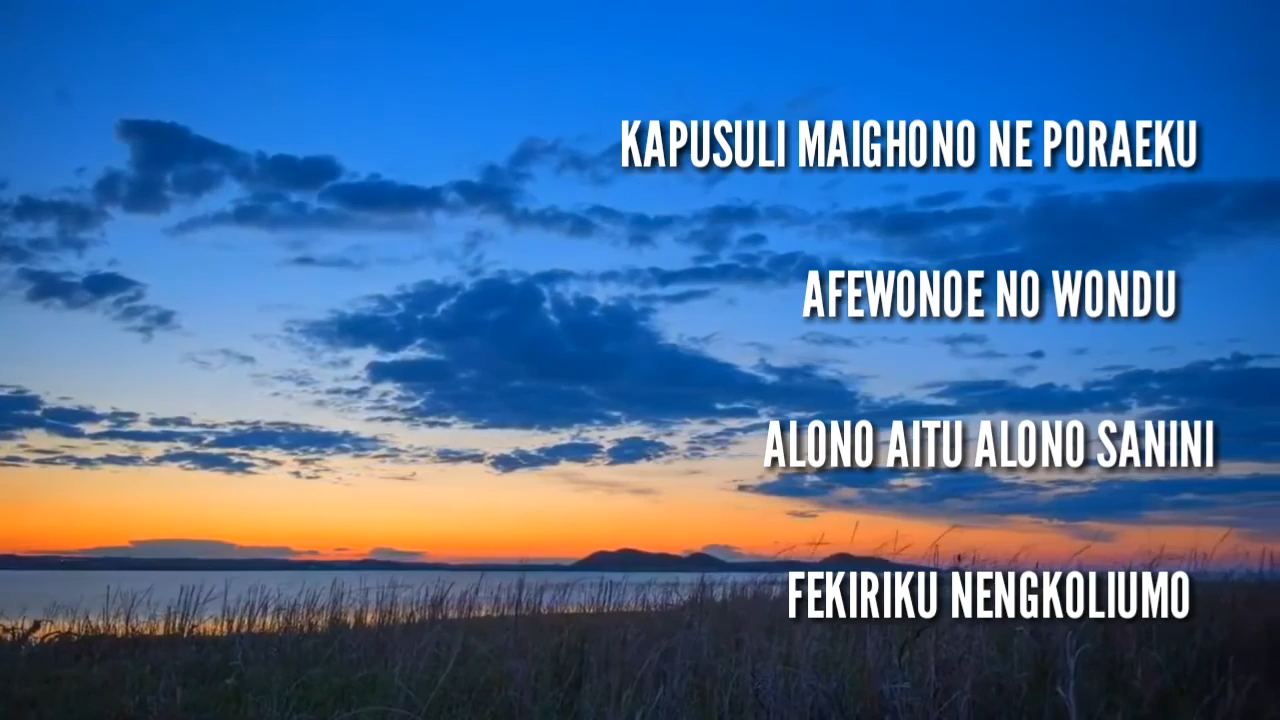 KAPUSULI MAIGHONO NE PORAEKU
AFEWONOE NO WONDU
ALONO AITU ALONO SANINI
FEKIRIKU NENGKOLIUMO